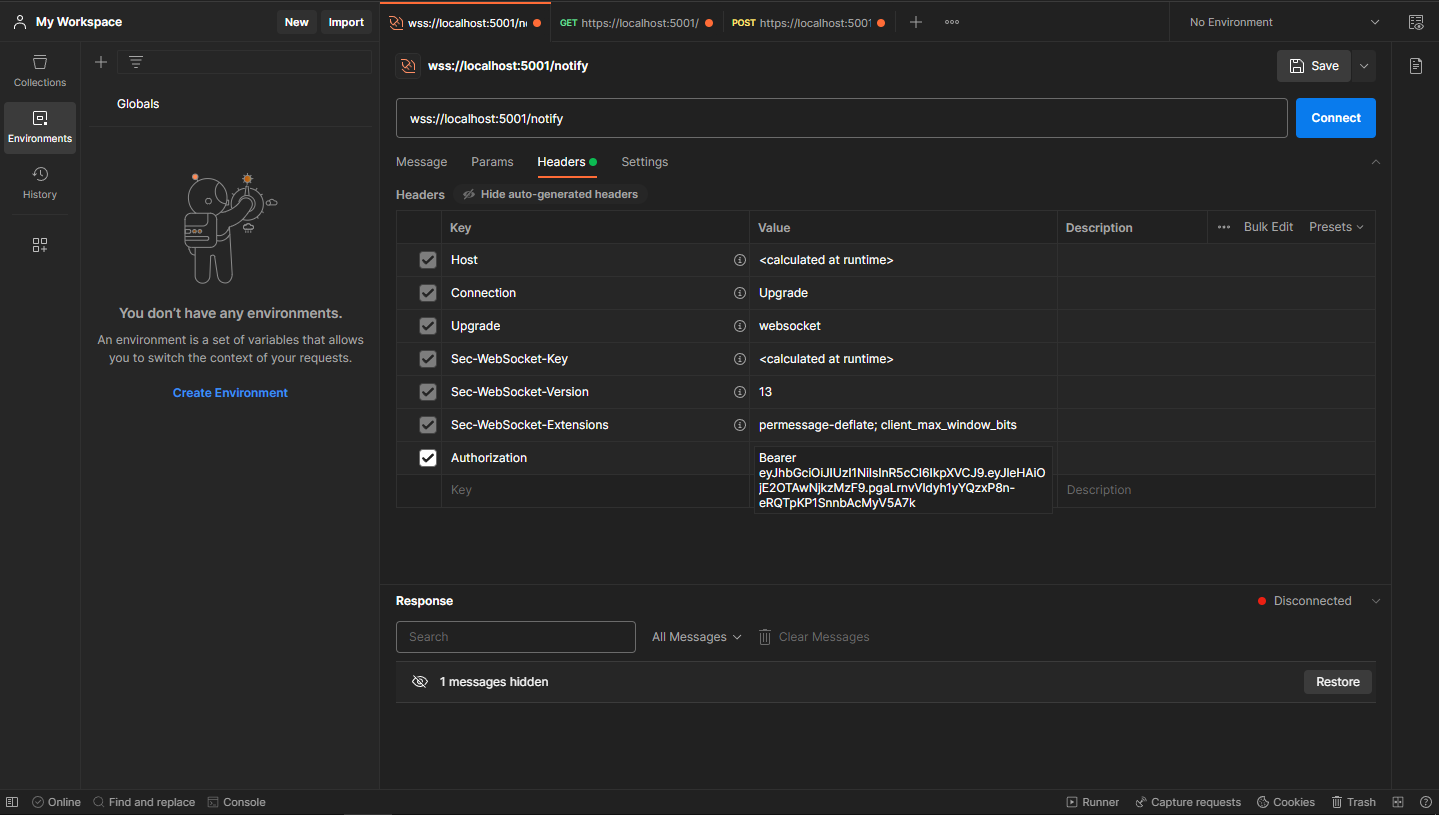 My Workspace
New
Import
wss://localhost:5001/n
GET https://localhost:5001/
POST https://localhost:5001
No Environment
Collections
Environments
History
Globals
You don't have any environments.
An environment is a set of variables that allows
you to switch the context of your requests.
Create Environment
wss://localhost:5001/notify
Save
wss://localhost:5001/notify
Connect
Message
Params
Headers
Settings
Headers
Hide auto-generated headers
Key
Value
Description
Bulk Edit
Presets
Host
<calculated at runtime>
Connection
Upgrade
Upgrade
websocket
Sec-WebSocket-Key
<calculated at runtime>
Sec-WebSocket-Version
13
Sec-WebSocket-Extensions
permessage-deflate; client_max_window_bits
Authorization
Bearer
eyJhbGciOiJIUzI1NiIsInR5cCI6IkpXVCJ9.eyJleHAiO
jE2OTAwNjkzMzF9.pgaLrnvVldyh1yYQzxP8n-
eRQTpKP1SnnbAcMyV5A7k
Key
Description
Response
Disconnected
Search
All Messages
Clear Messages
1 messages hidden
Restore
Online
Find and replace
Console
Runner
Capture requests
Cookies
Trash